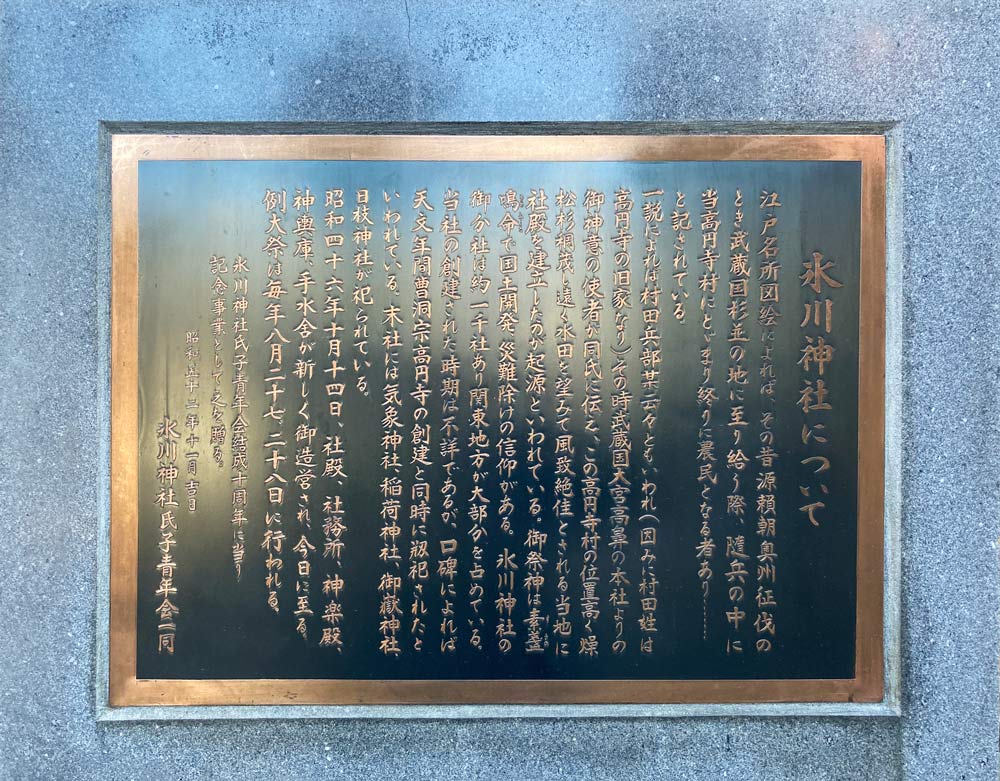 氷川神社について
江戸名所図絵によれば、その昔源頼朝奥州征伐の
とき武蔵国杉並の地に至り給う際、隨兵の中に
当高円寺村にとゞまり終りに農民となる者あり……
と記されている。
一説によれば村田兵部某云々ともいわれ(因みに村田姓は
高円寺の旧家なり)その時武蔵国大宮高鼻の本社よりの
御神意の使者が同氏に伝え、この高円寺村の位置高く燥
松杉桐茂し遠く水田を望みて風致絶佳とされる当地に
社殿を建立したのが起源といわれている。御祭神は素盞
鳴命で国土開発、災難除けの信仰がある。氷川神社の
御分社は約一千社あり関東地方が大部分を占めている。
当社の創建された時期は不詳であるが、口碑によれば
天文年間曹洞宗高円寺の創建と同時に祝祀されたと
いわれている。末社には気象神社、稲荷神社、御嶽神社、
日枝神社が祀られている。
昭和四十六年十月十四日、社殿、社務所、神楽殿、
神輿庫、手水舎が新しく御造営され、今日に至る。
例大祭は毎年八月二十七、二十八日に行われる。
氷川神社氏子青年会結成十周年に当り
記念事業として之を贈る。
昭和五十二年十一月吉日
氷川神社氏子青年会一同